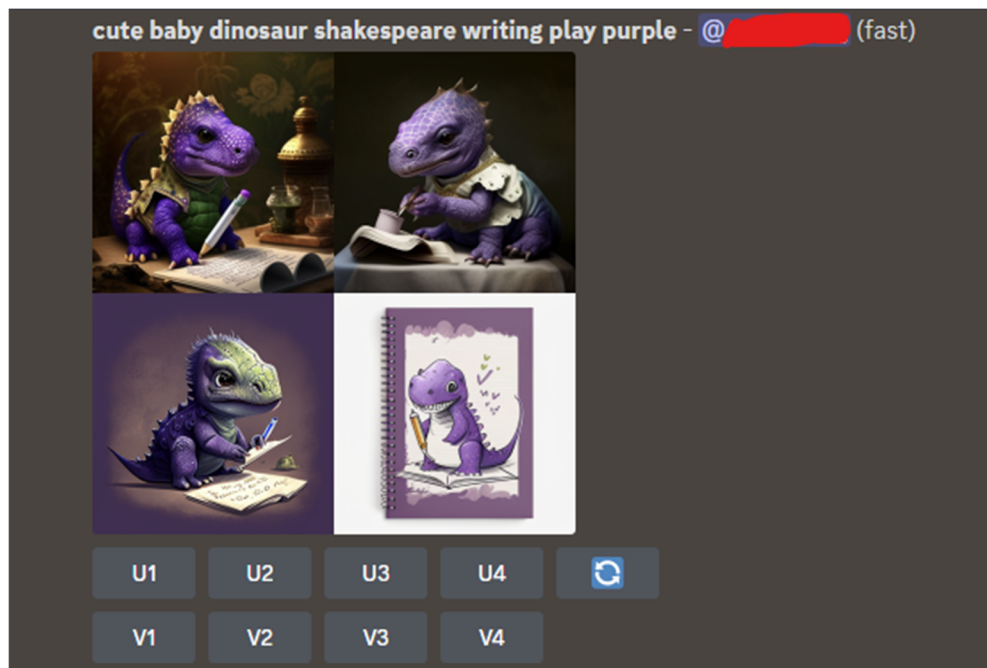 cute baby dinosaur shakespeare writing play purple - @ (fast)
U1 U2 U3 U4
V1 V2 V3 V4